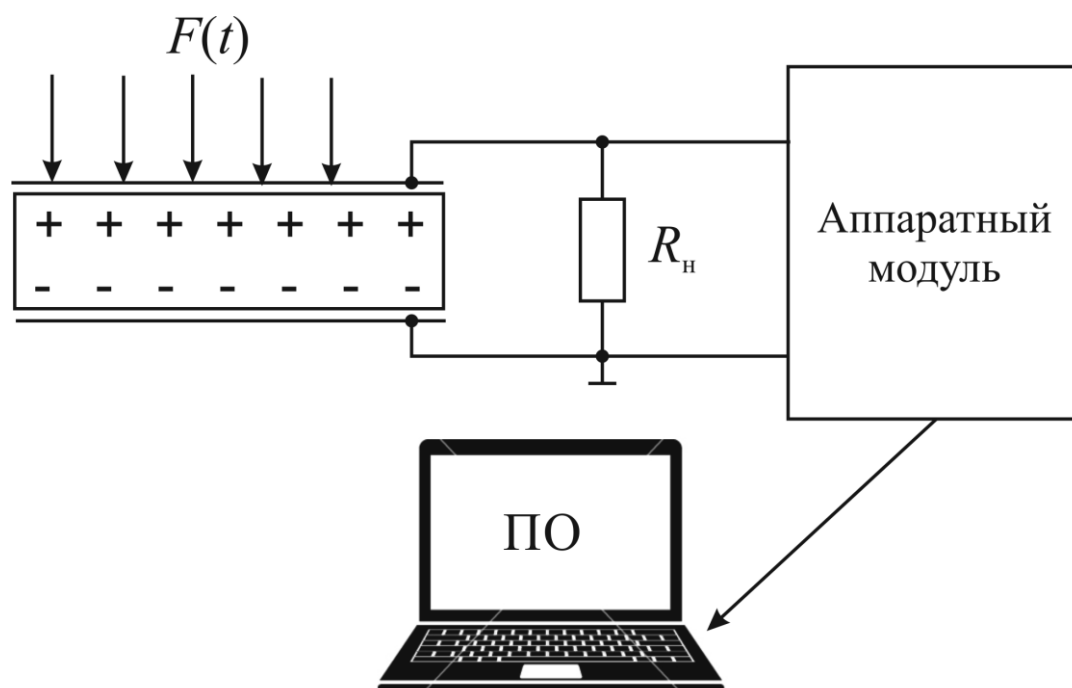 F(t)
+ + + + + + +
- - - - - - -
Rн
Аппаратный
модуль
ПО